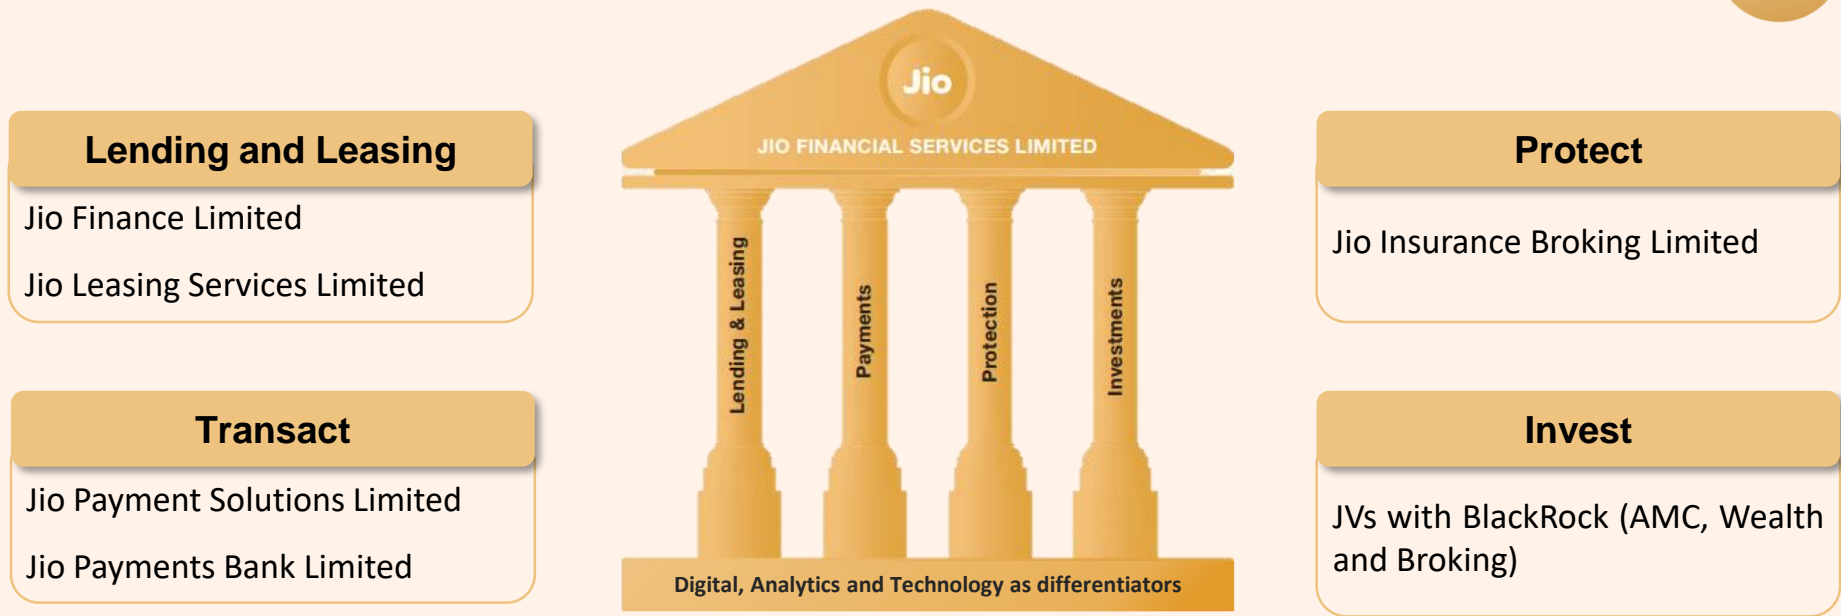 Lending and Leasing
Jio Finance Limited
Jio Leasing Services Limited
Transact
Jio Payment Solutions Limited
Jio Payments Bank Limited
Jio
JIO FINANCIAL SERVICES LIMITED
Lending & Leasing
Payments
Protection
Investments
Digital, Analytics and Technology as differentiators
Protect
Jio Insurance Broking Limited
Invest
JVs with BlackRock (AMC, Wealth
and Broking)